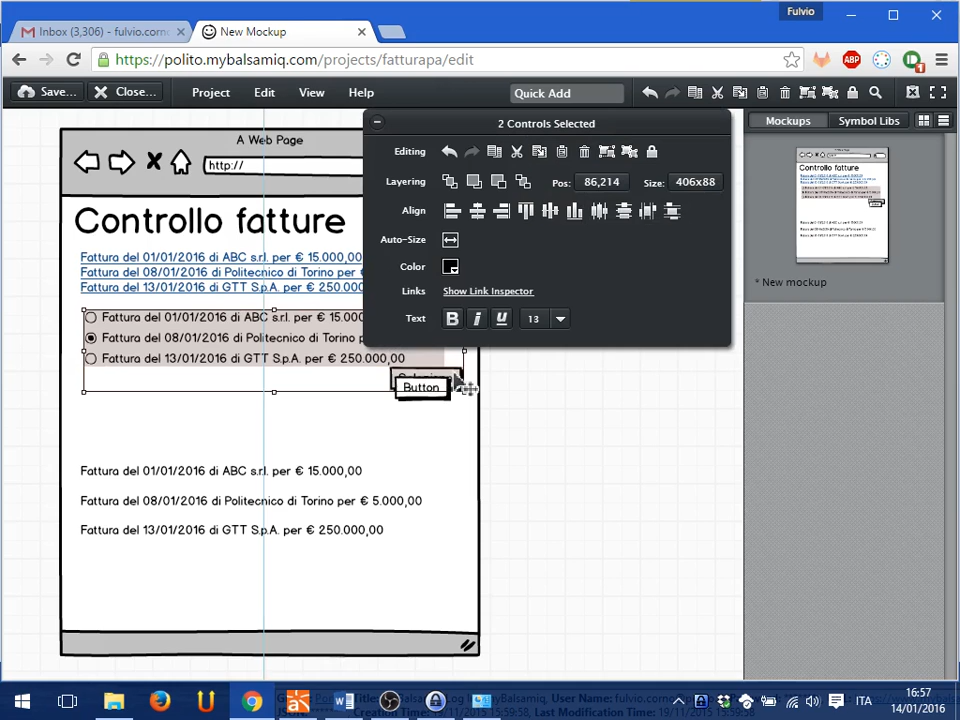 Fulvio
Inbox (3,306) - fulvio.corn
New Mockup
https://polito.mybalsamiq.com/projects/fatturapa/edit
ABP
1
Save...
Close...
Project
Edit
View
Help
Quick Add
2 Controls Selected
Editing
Layering
Pos:
86,214
Size:
406x88
Align
Auto-Size
Color
Links
Show Link Inspector
Text
B
i
U
13
Mockups
Symbol Libs
* New mockup
A Web Page
http://
Controllo fatture
Fattura del 01/01/2016 di ABC s.r.l. per € 15.000,00
Fattura del 08/01/2016 di Politecnico di Torino per €
Fattura del 13/01/2016 di GTT S.p.A. per € 250.000
Fattura del 01/01/2016 di ABC s.r.l. per € 15.000
Fattura del 08/01/2016 di Politecnico di Torino p
Fattura del 13/01/2016 di GTT S.p.A. per € 250.000,00
Button
Fattura del 01/01/2016 di ABC s.r.l. per € 15.000,00
Fattura del 08/01/2016 di Politecnico di Torino per € 5.000,00
Fattura del 13/01/2016 di GTT S.p.A. per € 250.000,00
ITA
16:57
14/01/2016